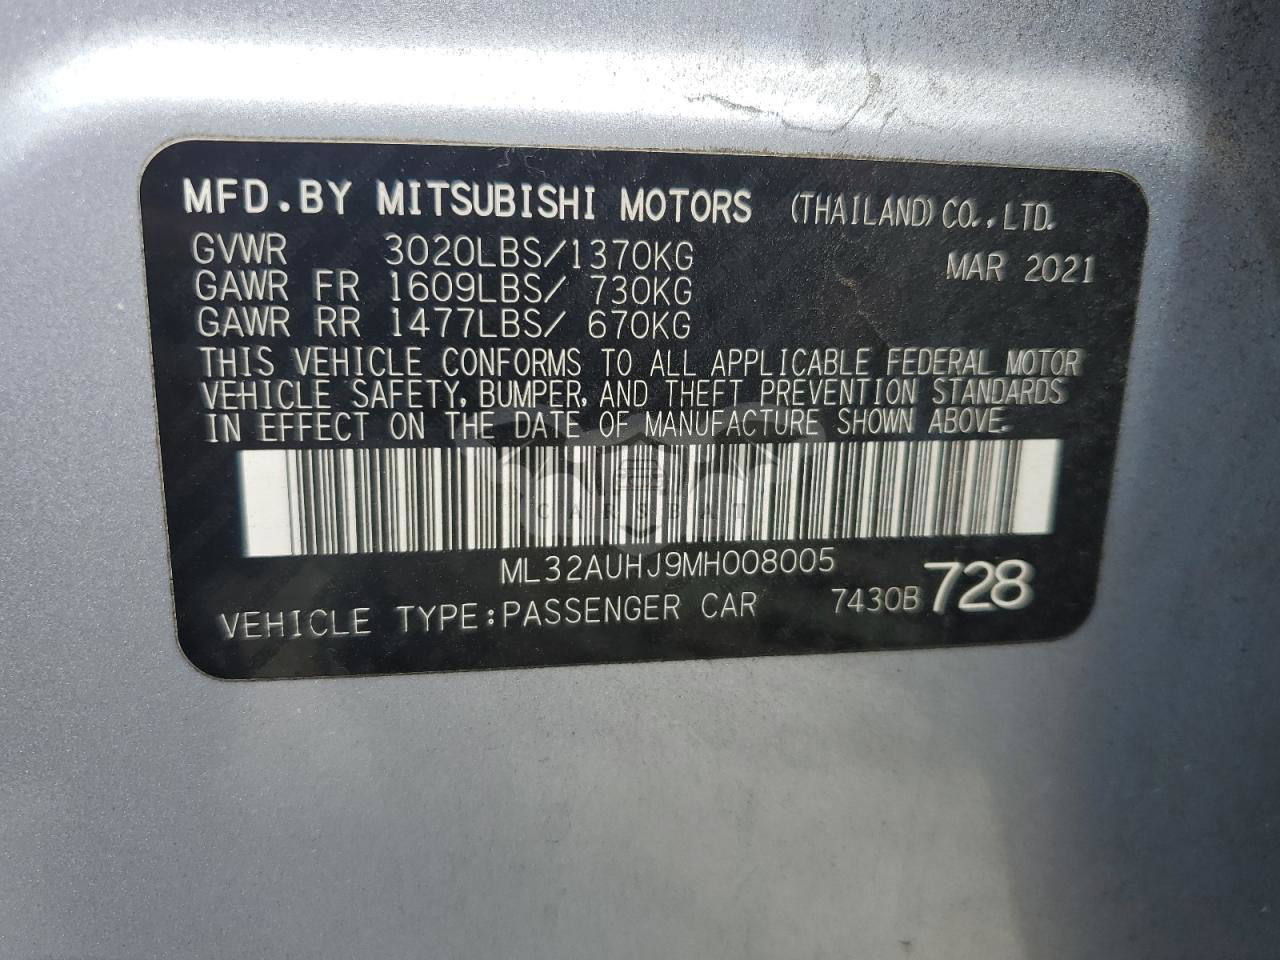 MFD.BY MITSUBISHI MOTORS (THAILAND) CO.,LTD.
GVWR 3020LBS/1370KG MAR 2021
GAWR FR 1609LBS/ 730KG
GAWR RR 1477LBS/ 670KG
THIS VEHICLE CONFORMS TO ALL APPLICABLE FEDERAL MOTOR
VEHICLE SAFETY, BUMPER, AND THEFT PREVENTION STANDARDS
IN EFFECT ON THE DATE OF MANUFACTURE SHOWN ABOVE.
CARSBAT
ML32AUHJ9MH008005
VEHICLE TYPE:PASSENGER CAR 7430B 728